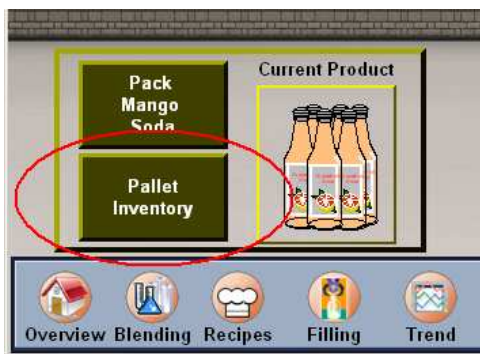 Pack
Mango
Soda
Current Product
Pallet
Inventory
Overview Blending Recipes Filling Trend